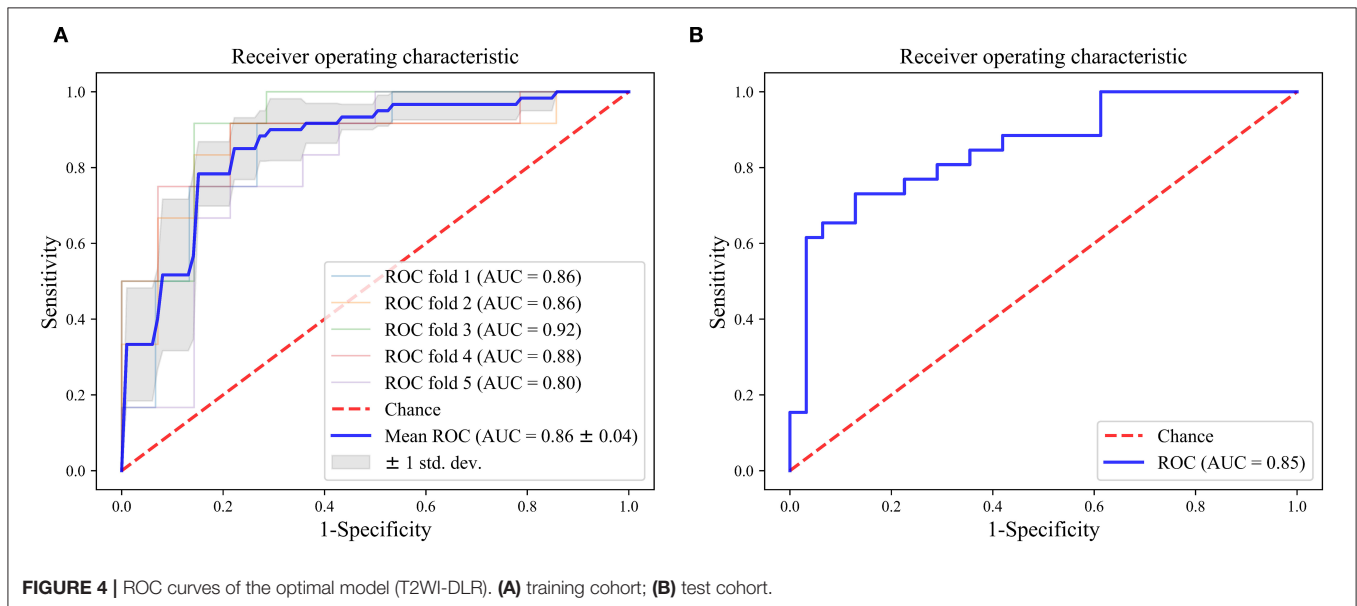 A
Receiver operating characteristic
1.0
0.8
0.6
0.4
0.2
0.0
Sensitivity
ROC fold 1 (AUC = 0.86)
ROC fold 2 (AUC = 0.86)
ROC fold 3 (AUC = 0.92)
ROC fold 4 (AUC = 0.88)
ROC fold 5 (AUC = 0.80)
Chance
Mean ROC (AUC = 0.86 ± 0.04)
± 1 std. dev.
0.0 0.2 0.4 0.6 0.8 1.0
1-Specificity
B
Receiver operating characteristic
1.0
0.8
0.6
0.4
0.2
0.0
Sensitivity
Chance
ROC (AUC = 0.85)
0.0 0.2 0.4 0.6 0.8 1.0
1-Specificity
FIGURE 4 | ROC curves of the optimal model (T2WI-DLR). (A) training cohort; (B) test cohort.